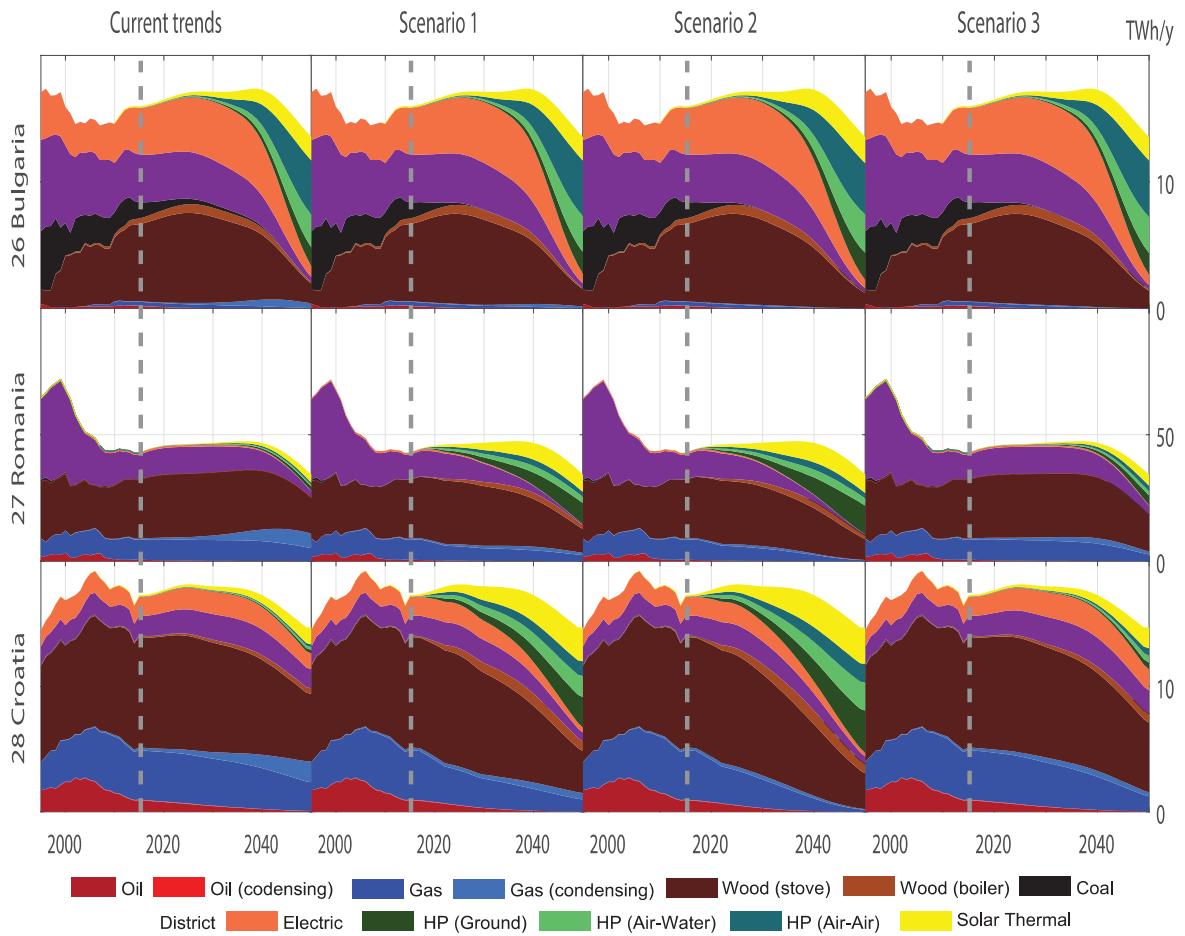 Current trends Scenario 1 Scenario 2 Scenario 3 TWh/y
26 Bulgaria
10
0
27 Romania
50
0
28 Croatia
10
0
2000 2020 2040 2000 2020 2040 2000 2020 2040 2000 2020 2040
Oil Oil (codensing) Gas Gas (condensing) Wood (stove) Wood (boiler) Coal
District Electric HP (Ground) HP (Air-Water) HP (Air-Air) Solar Thermal